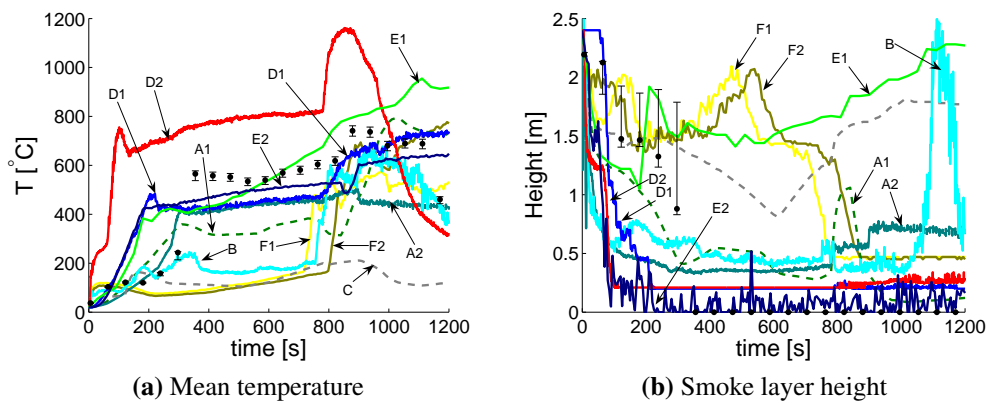 1200
1000
800
600
400
200
0
T [°C]
0 200 400 600 800 1000 1200
time [s]
D1
D2
A1
E2
D1
E1
B
F1
F2
C
A2
(a) Mean temperature
2.5
2
1.5
1
0.5
0
Height [m]
0 200 400 600 800 1000 1200
time [s]
F1
F2
E1
B
D2
D1
E2
A1
A2
(b) Smoke layer height